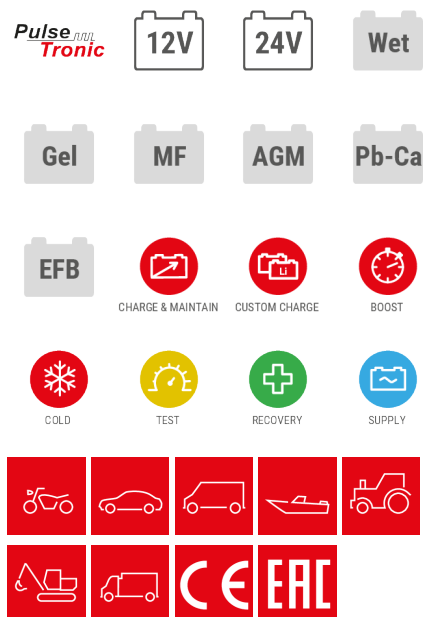 Pulse
Tronic
12V
24V
Wet
Gel
MF
AGM
Pb-Ca
EFB
Li
CHARGE & MAINTAIN
CUSTOM CHARGE
BOOST
COLD
TEST
RECOVERY
SUPPLY
CE
EAC